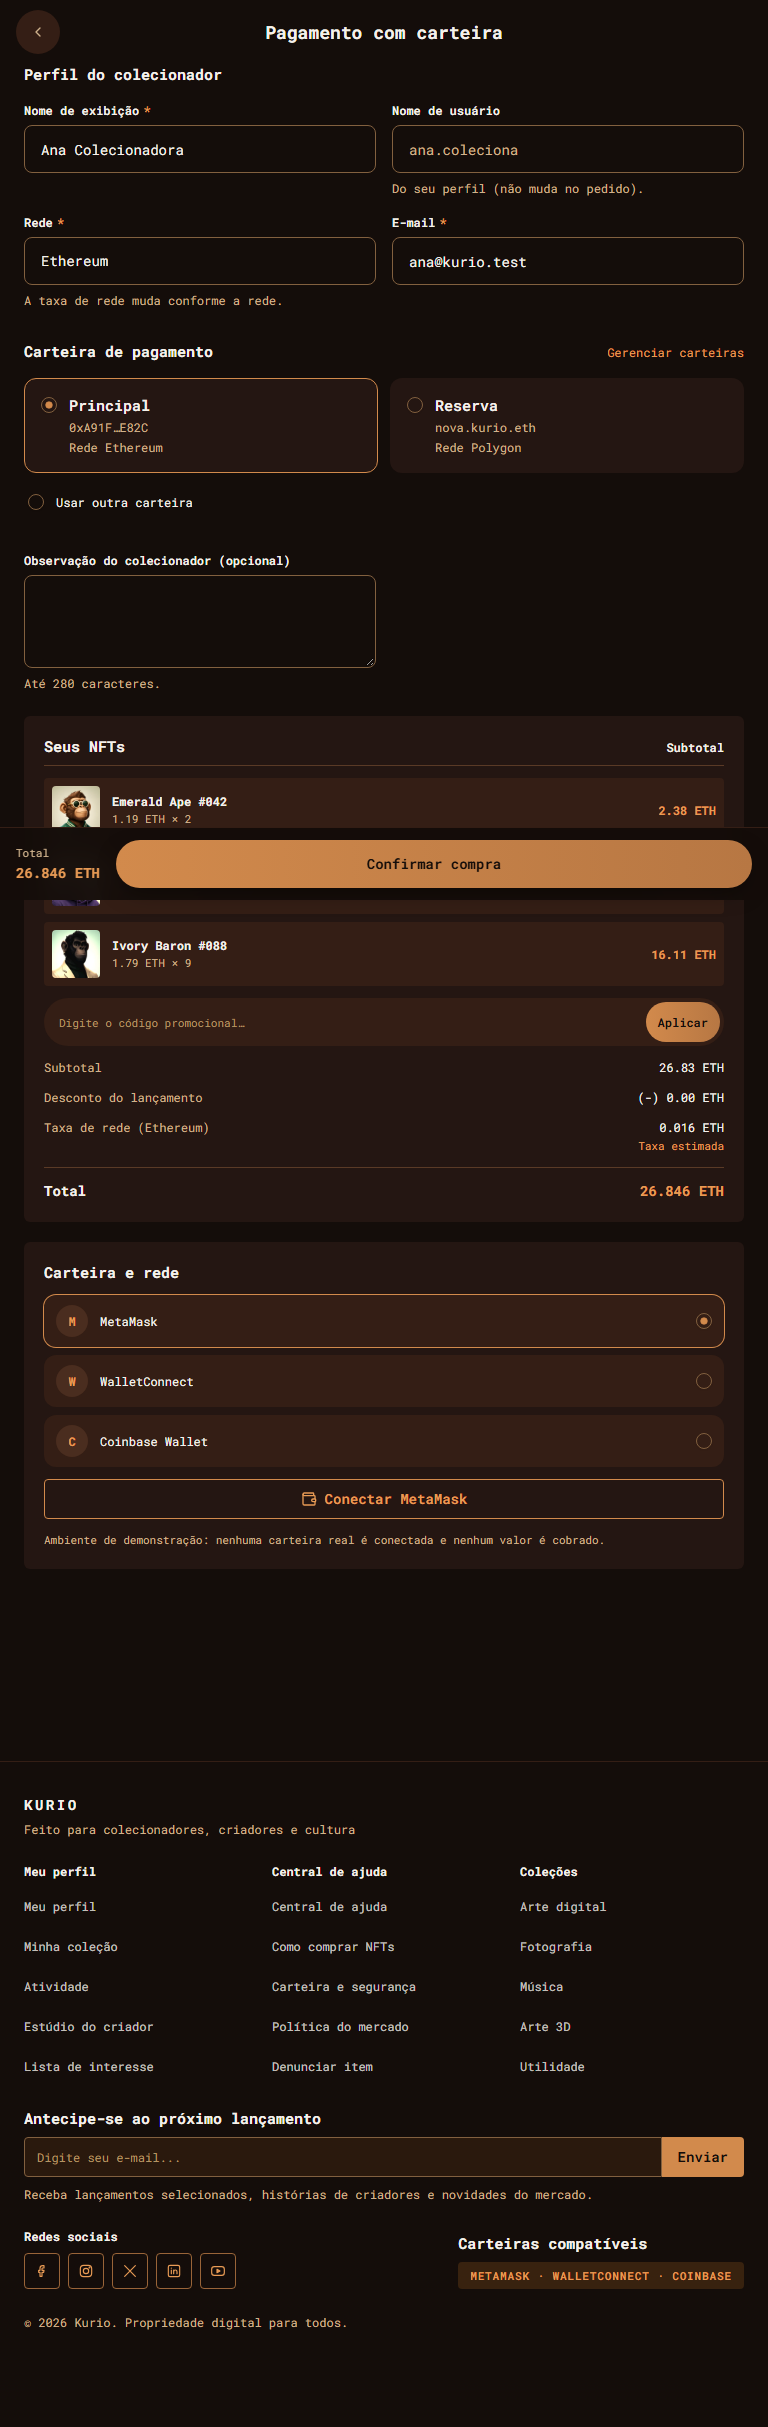 Pagamento com carteira
Perfil do colecionador
Nome de exibição *
Nome de usuário
Ana Colecionadora
ana.coleciona
Do seu perfil (não muda no pedido).
Rede *
E-mail *
Ethereum
ana@kurio.test
A taxa de rede muda conforme a rede.
Carteira de pagamento
Gerenciar carteiras
Principal
0xA91F…E82C
Rede Ethereum
Reserva
nova.kurio.eth
Rede Polygon
Usar outra carteira
Observação do colecionador (opcional)
Até 280 caracteres.
Seus NFTs
Subtotal
Emerald Ape #042
1.19 ETH × 2
2.38 ETH
Total
26.846 ETH
Confirmar compra
Ivory Baron #088
1.79 ETH × 9
16.11 ETH
Digite o código promocional…
Aplicar
Subtotal
26.83 ETH
Desconto do lançamento
(-) 0.00 ETH
Taxa de rede (Ethereum)
0.016 ETH
Taxa estimada
Total
26.846 ETH
Carteira e rede
M
MetaMask
W
WalletConnect
C
Coinbase Wallet
Conectar MetaMask
Ambiente de demonstração: nenhuma carteira real é conectada e nenhum valor é cobrado.
KURIO
Feito para colecionadores, criadores e cultura
Meu perfil
Central de ajuda
Coleções
Meu perfil
Central de ajuda
Arte digital
Minha coleção
Como comprar NFTs
Fotografia
Atividade
Carteira e segurança
Música
Estúdio do criador
Política do mercado
Arte 3D
Lista de interesse
Denunciar item
Utilidade
Antecipe-se ao próximo lançamento
Digite seu e-mail...
Enviar
Receba lançamentos selecionados, histórias de criadores e novidades do mercado.
Redes sociais
Carteiras compatíveis
METAMASK · WALLETCONNECT · COINBASE
© 2026 Kurio. Propriedade digital para todos.